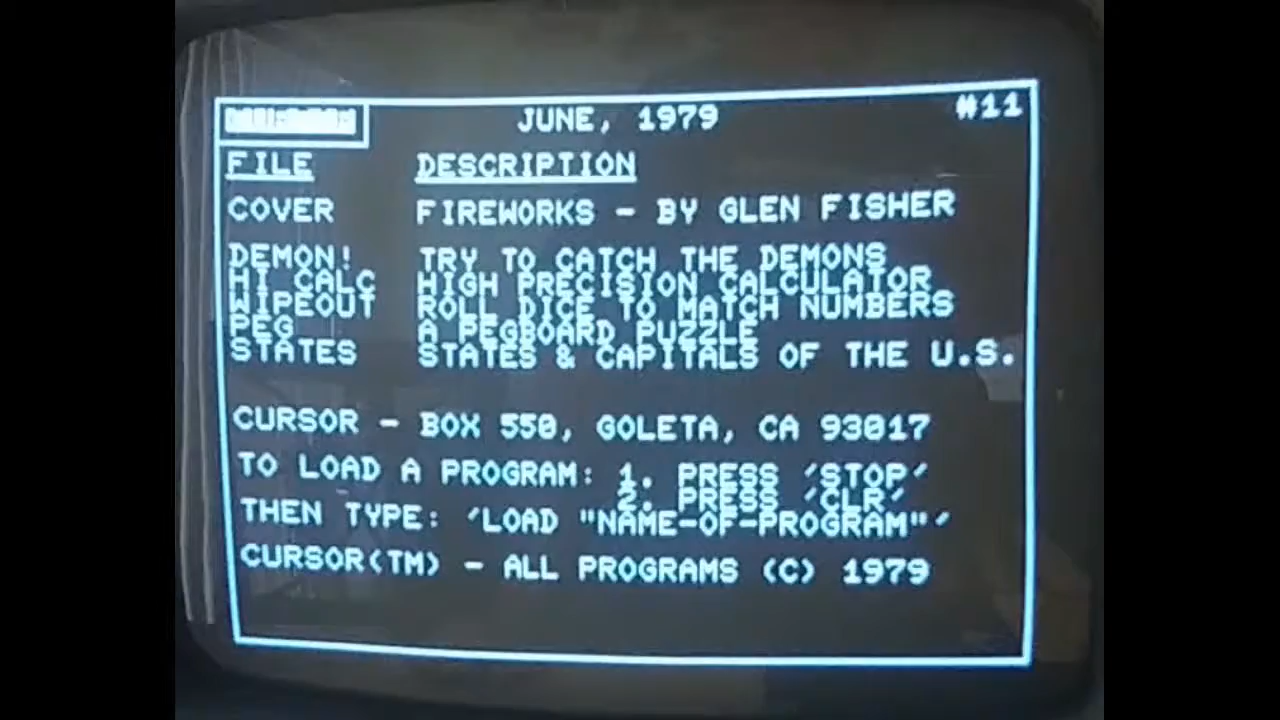 JUNE, 1979 #11
FILE DESCRIPTION
COVER FIREWORKS - BY GLEN FISHER
DEMON! TRY TO CATCH THE DEMONS
HI CALC HIGH PRECISION CALCULATOR
WIPEOUT ROLL DICE TO MATCH NUMBERS
PEG A PEGBOARD PUZZLE
STATES STATES & CAPITALS OF THE U.S.
CURSOR - BOX 550, GOLETA, CA 93017
TO LOAD A PROGRAM: 1. PRESS 'STOP'
2. PRESS 'CLR'
THEN TYPE: 'LOAD "NAME-OF-PROGRAM"'
CURSOR(TM) - ALL PROGRAMS (C) 1979